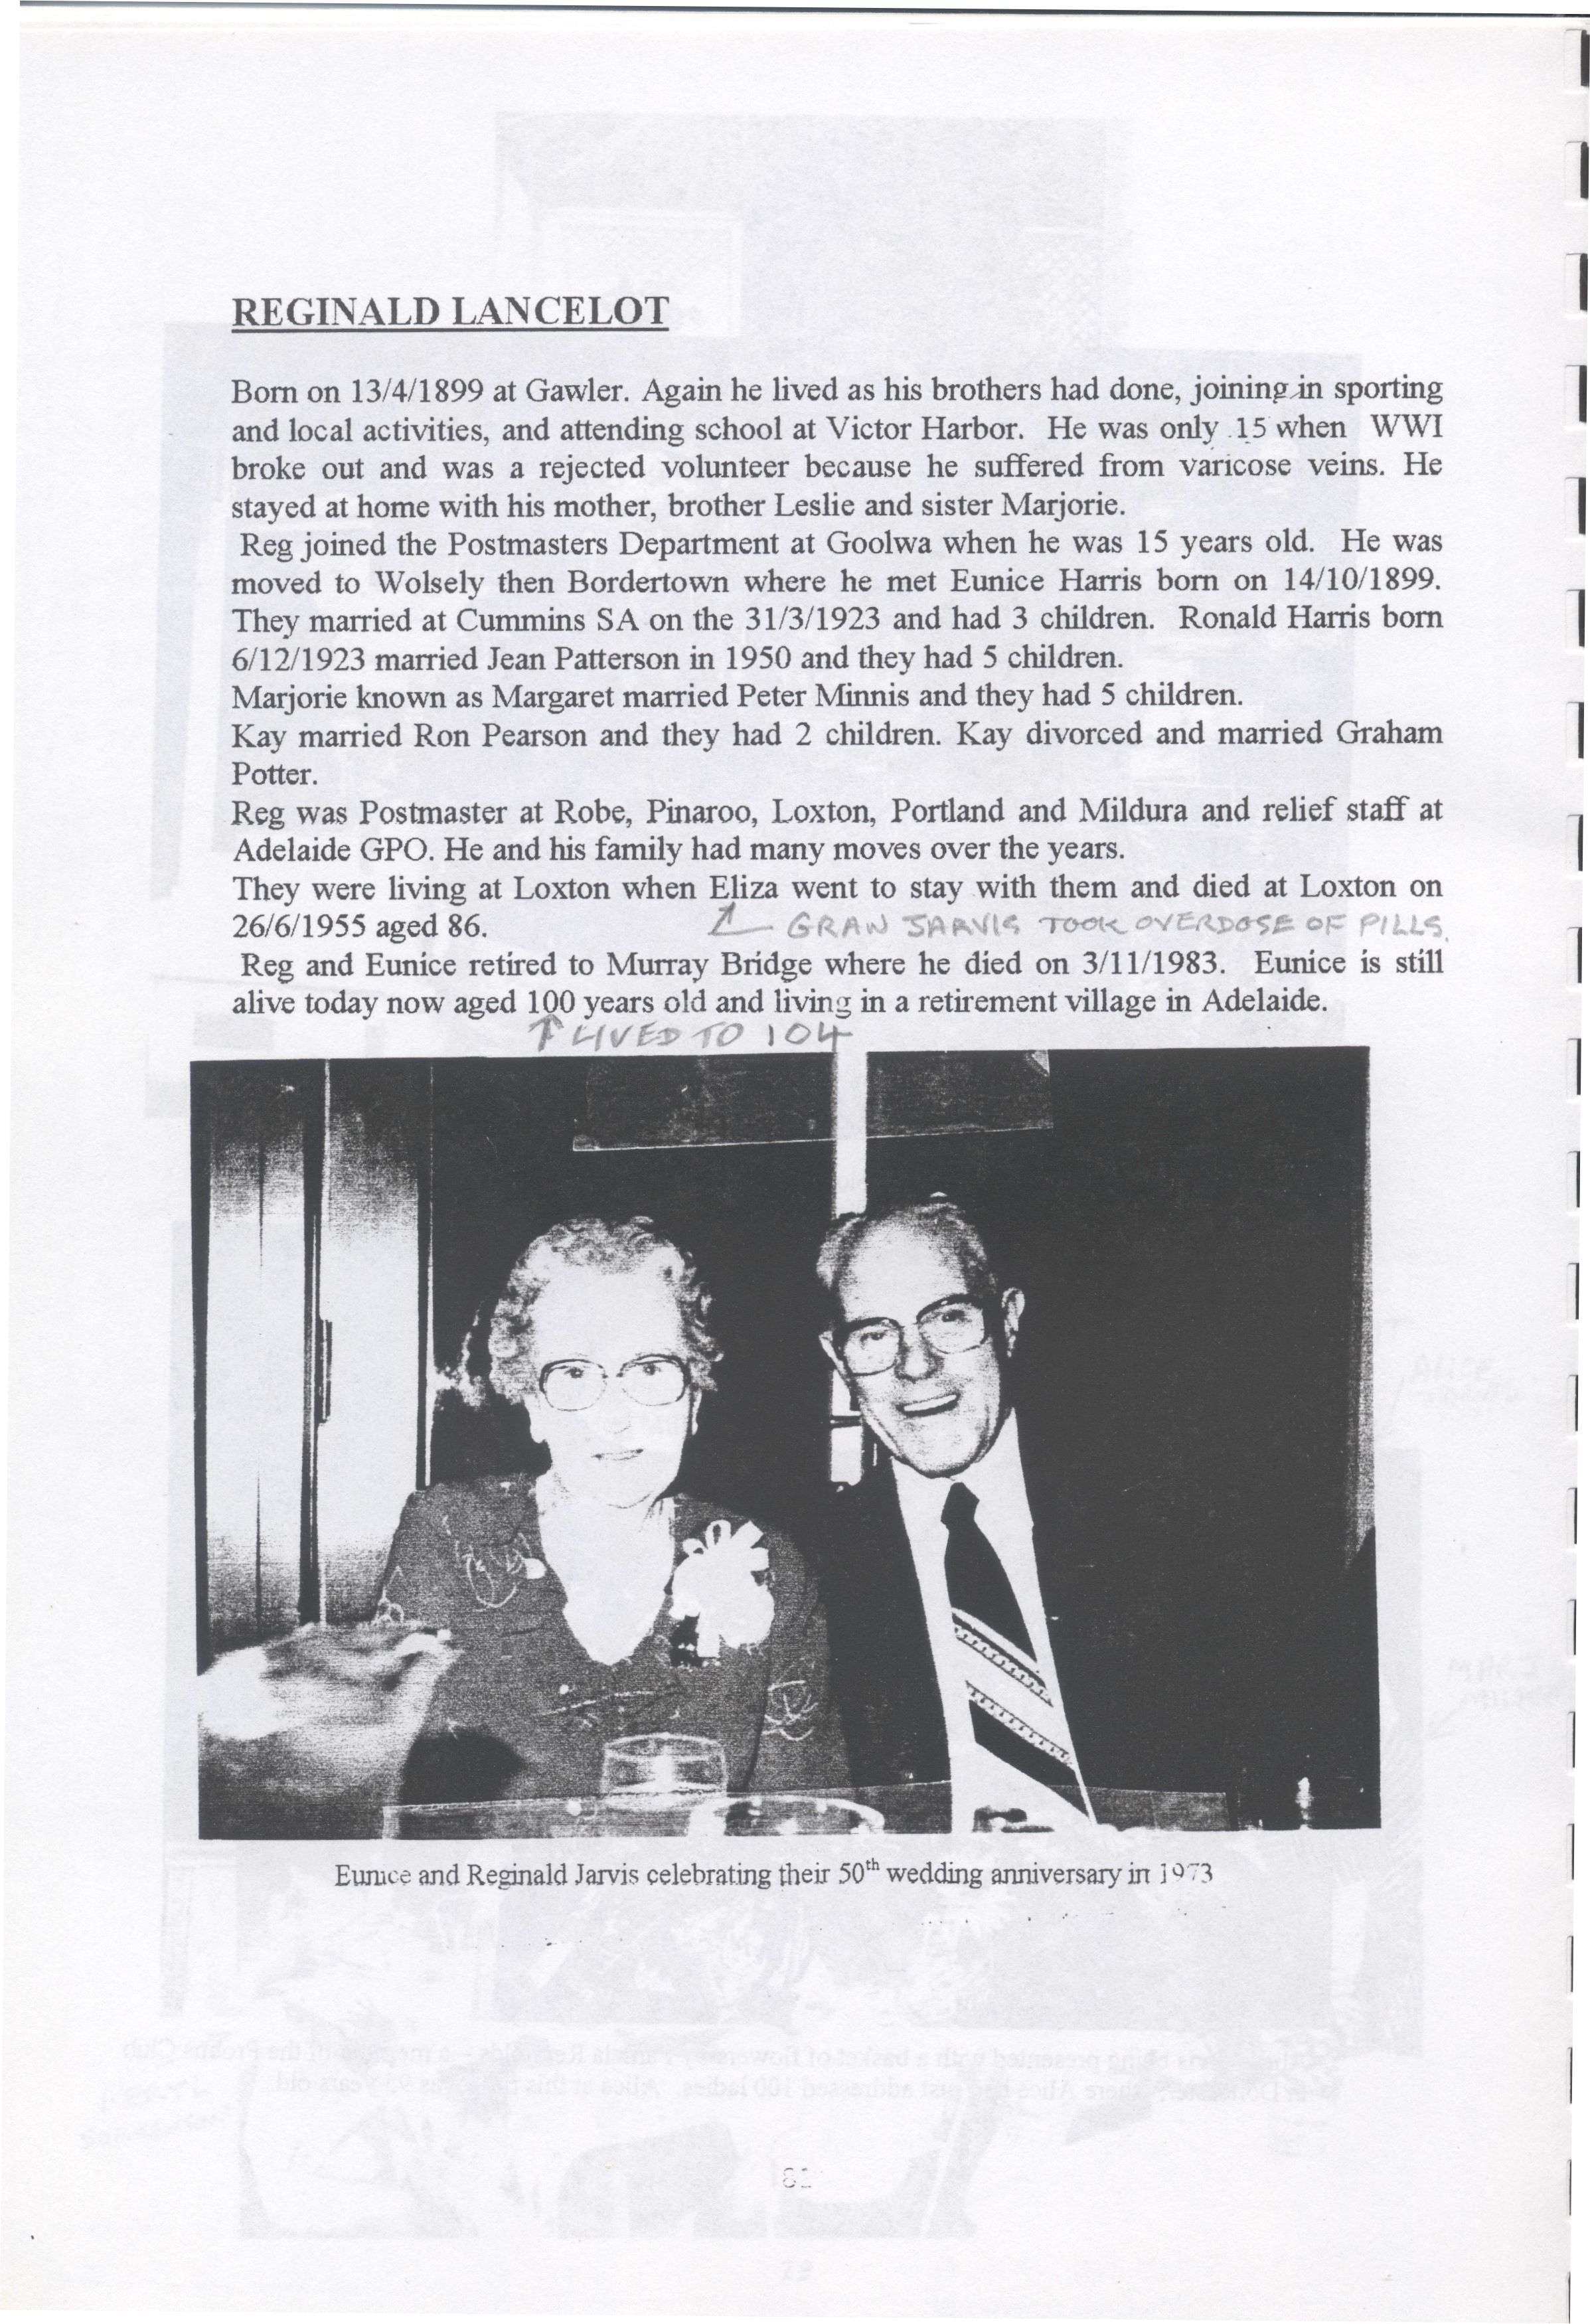 REGINALD LANCELOT
Born on 13/4/1899 at Gawler. Again he lived as his brothers had done, joining in sporting
and local activities, and attending school at Victor Harbor. He was only 15 when WWI
broke out and was a rejected volunteer because he suffered from varicose veins. He
stayed at home with his mother, brother Leslie and sister Marjorie.
Reg joined the Postmasters Department at Goolwa when he was 15 years old. He was
moved to Wolsely then Bordertown where he met Eunice Harris born on 14/10/1899.
They married at Cummins SA on the 31/3/1923 and had 3 children. Ronald Harris born
6/12/1923 married Jean Patterson in 1950 and they had 5 children.
Marjorie known as Margaret married Peter Minnis and they had 5 children.
Kay married Ron Pearson and they had 2 children. Kay divorced and married Graham
Potter.
Reg was Postmaster at Robe, Pinaroo, Loxton, Portland and Mildura and relief staff at
Adelaide GPO. He and his family had many moves over the years.
They were living at Loxton when Eliza went to stay with them and died at Loxton on
26/6/1955 aged 86.
GRAN JARVIS TOOK OVERDOSE OF PILLS.
Reg and Eunice retired to Murray Bridge where he died on 3/11/1983. Eunice is still
alive today now aged 100 years old and living in a retirement village in Adelaide.
LIVED TO 104
Eunice and Reginald Jarvis celebrating their 50th wedding anniversary in 1973